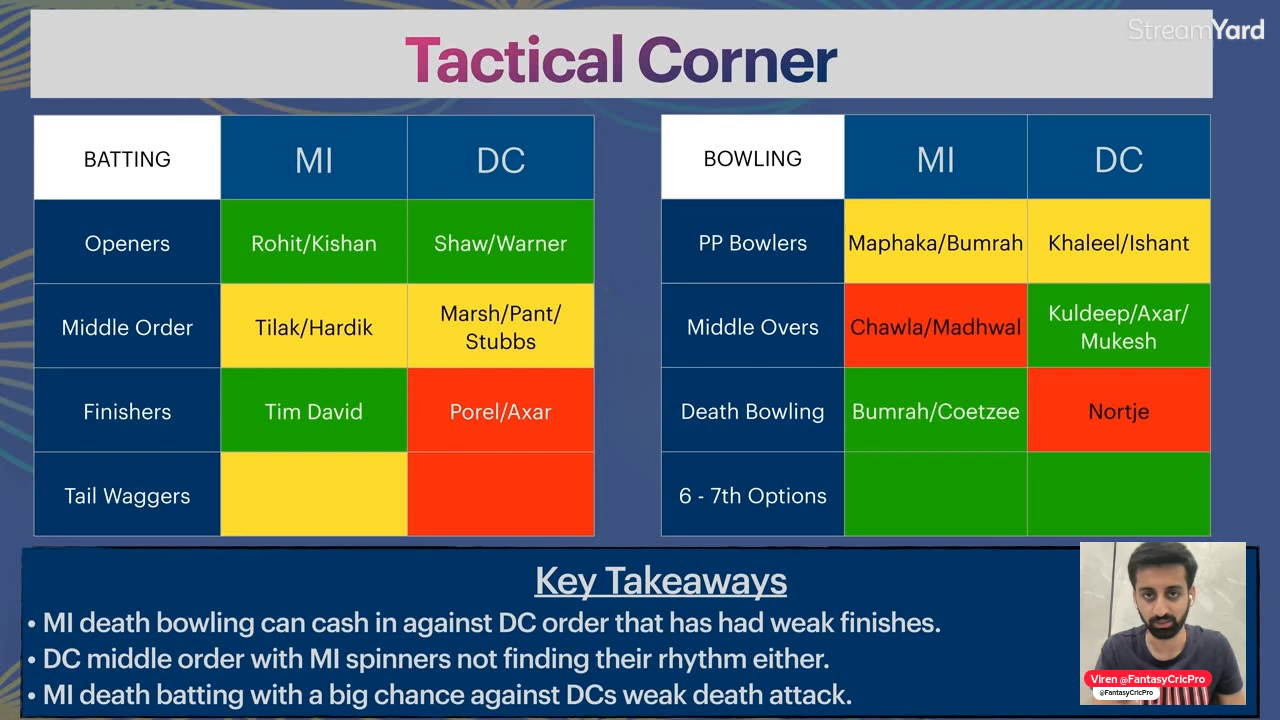 StreamYard
Tactical Corner
BATTING MI DC
Openers Rohit/Kishan Shaw/Warner
Middle Order Tilak/Hardik Marsh/Pant/
Stubbs
Finishers Tim David Porel/Axar
Tail Waggers
BOWLING MI DC
PP Bowlers Maphaka/Bumrah Khaleel/Ishant
Middle Overs Chawla/Madhwal Kuldeep/Axar/
Mukesh
Death Bowling Bumrah/Coetzee Nortje
6 - 7th Options
Key Takeaways
• MI death bowling can cash in against DC order that has had weak finishes.
• DC middle order with MI spinners not finding their rhythm either.
• MI death batting with a big chance against DCs weak death attack.
Viren @FantasyCricPro
@FantasyCricPro